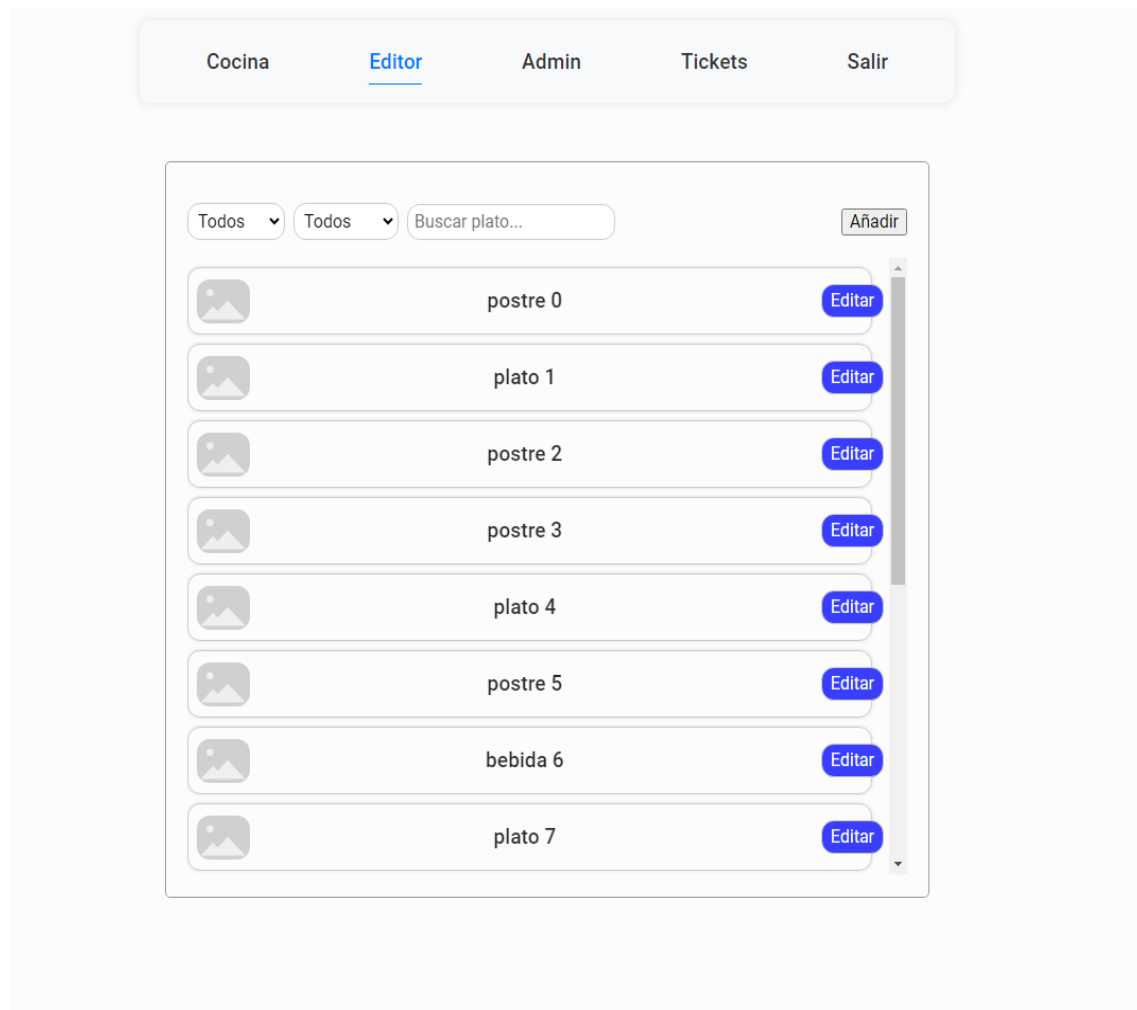 Cocina Editor Admin Tickets Salir
Todos Todos Buscar plato... Añadir
postre 0 Editar
plato 1 Editar
postre 2 Editar
postre 3 Editar
plato 4 Editar
postre 5 Editar
bebida 6 Editar
plato 7 Editar